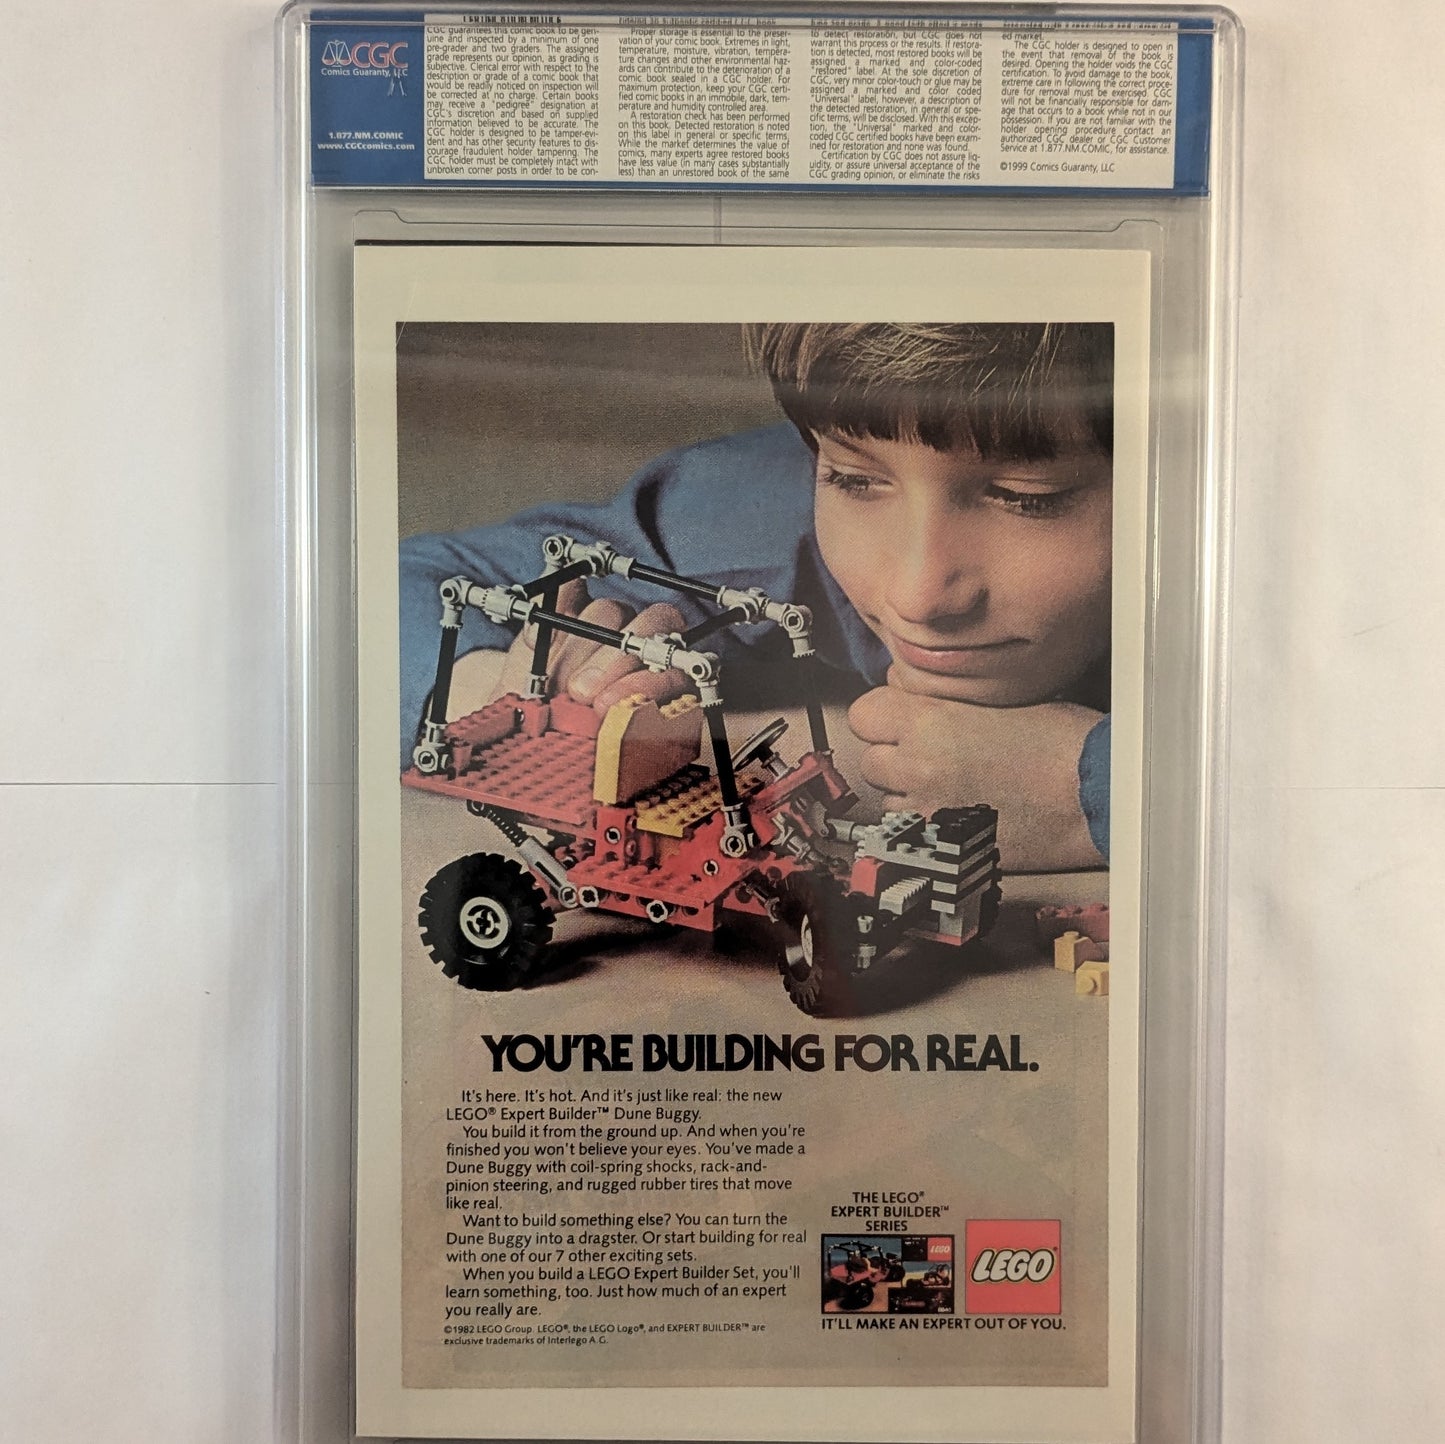 CGC
Comics Guaranty, LLC
1.877.NM.COMIC
www.CGCcomics.com
CGC guarantees this comic book to be gen-
uine and inspected by a minimum of one
pre-grader and two graders. The assigned
grade represents our opinion, as grading is
subjective. Clerical error with respect to the
description or grade of a comic book that
would be readily noticed on inspection will
be corrected at no charge. Certain books
may receive a "pedigree" designation at
CGC's discretion and based on supplied
information believed to be accurate. The
CGC holder is designed to be tamper-evi-
dent and has other security features to dis-
courage fraudulent holder tampering. The
CGC holder must be completely intact with
unbroken corner posts in order to be con-
Proper storage is essential to the preser-
vation of your comic book. Extremes in light,
temperature, moisture, vibration, tempera-
ture changes and other environmental haz-
ards can contribute to the deterioration of a
comic book sealed in a CGC holder. For
maximum protection, keep your CGC certi-
fied comic books in an immobile, dark, tem-
perature and humidity controlled area.
A restoration check has been performed
on this book. Detected restoration is noted
on this label in general or specific terms.
While the market determines the value of
comics, many experts agree restored books
have less value (in many cases substantially
less) than an unrestored book of the same
to detect restoration, but CGC does not
warrant this process or the results. If restora-
tion is detected, most restored books will be
assigned a marked and color-coded
"restored" label. At the sole discretion of
CGC, very minor color-touch or glue may be
assigned a marked and color coded
"Universal" label, however, a description of
the detected restoration, in general or spe-
cific terms, will be disclosed. With this excep-
tion, the "Universal" marked and color-
coded CGC certified books have been exam-
ined for restoration and none was found.
Certification by CGC does not assure liq-
uidity, or assure universal acceptance of the
CGC grading opinion, or eliminate the risks
ed market.
The CGC holder is designed to open in
the event that removal of the book is
desired. Opening the holder voids the CGC
certification. To avoid damage to the book,
extreme care in following the correct proce-
dure for removal must be exercised. CGC
will not be financially responsible for dam-
age that occurs to a book while not in our
possession. If you are not familiar with the
holder opening procedure contact an
authorized CGC dealer or CGC Customer
Service at 1.877.NM.COMIC, for assistance.
©1999 Comics Guaranty, LLC
YOU'RE BUILDING FOR REAL.
It's here. It's hot. And it's just like real: the new
LEGO® Expert Builder™ Dune Buggy.
You build it from the ground up. And when you're
finished you won't believe your eyes. You've made a
Dune Buggy with coil-spring shocks, rack-and-
pinion steering, and rugged rubber tires that move
like real.
Want to build something else? You can turn the
Dune Buggy into a dragster. Or start building for real
with one of our 7 other exciting sets.
When you build a LEGO Expert Builder Set, you'll
learn something, too. Just how much of an expert
you really are.
©1982 LEGO Group. LEGO®, the LEGO Logo®, and EXPERT BUILDER™ are
exclusive trademarks of Interlego A.G.
THE LEGO®
EXPERT BUILDER™
SERIES
LEGO
8845
LEGO®
IT'LL MAKE AN EXPERT OUT OF YOU.